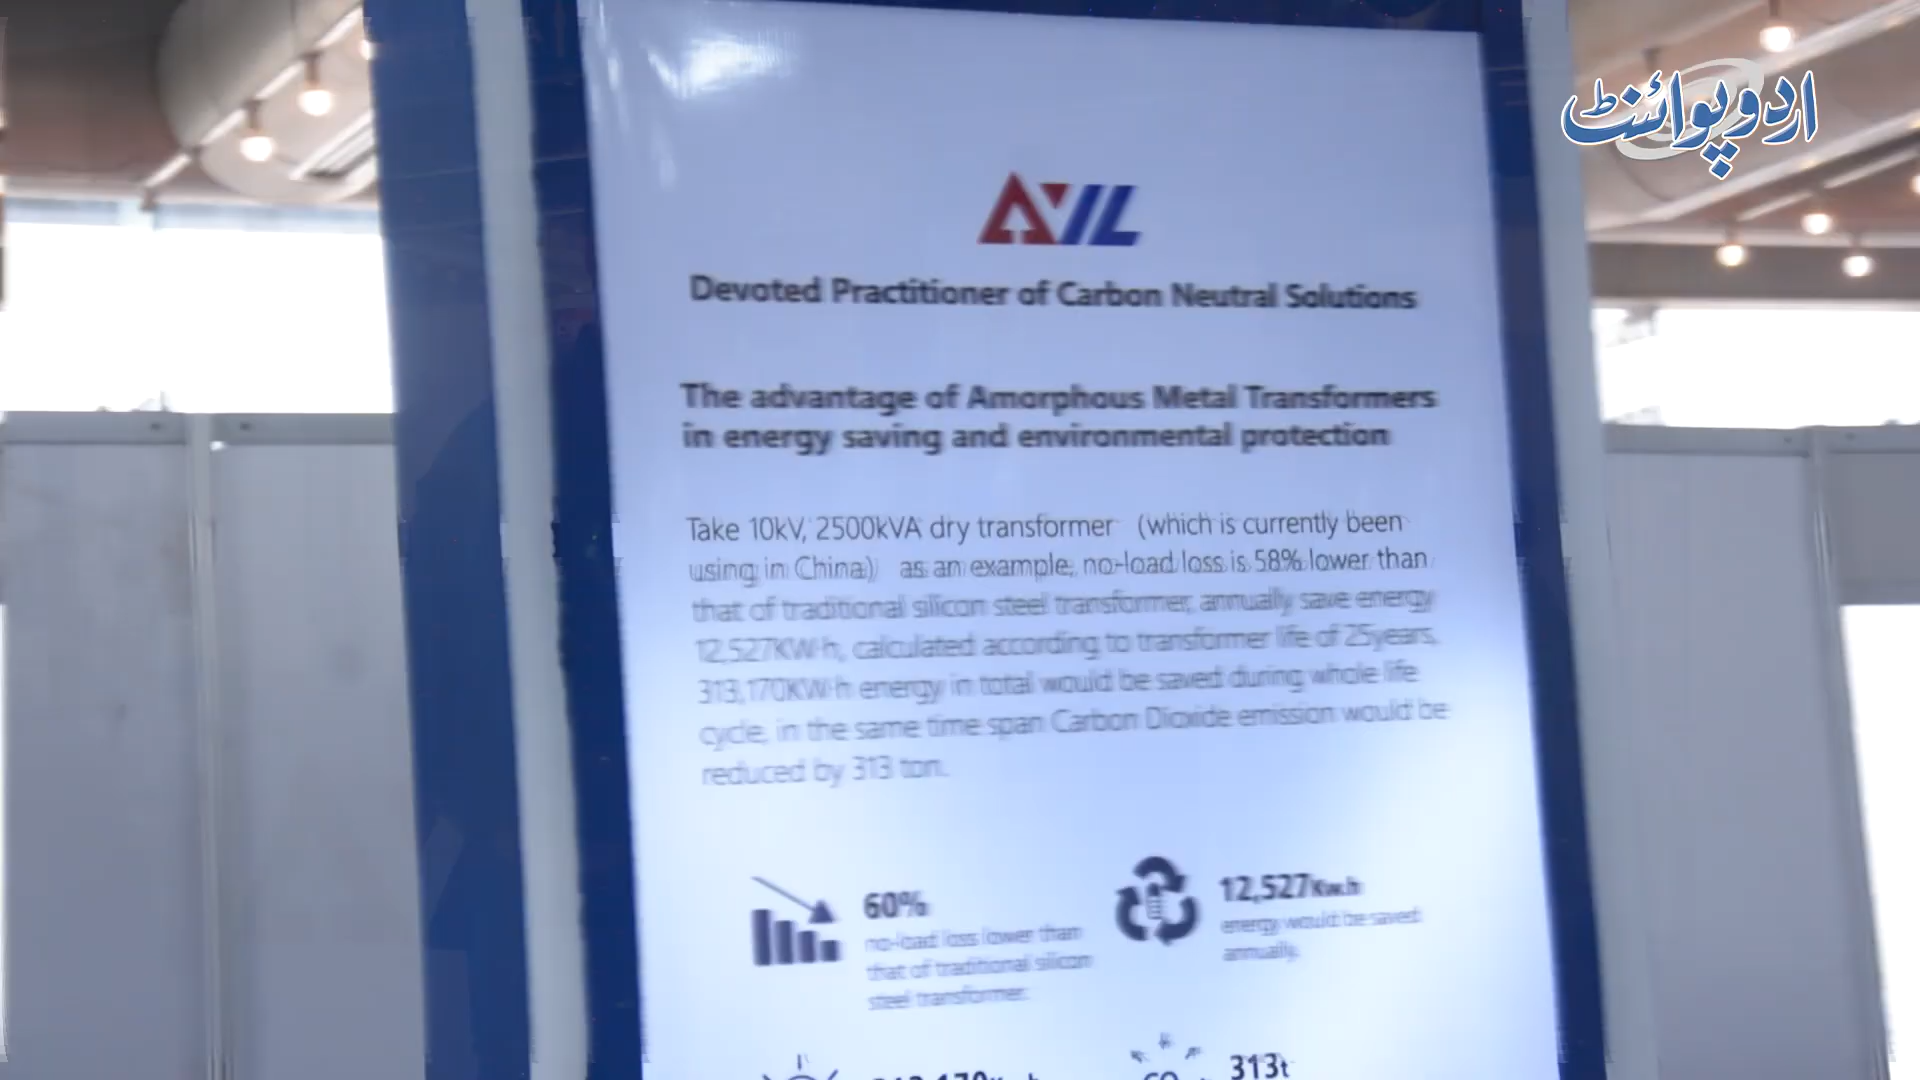 اردو پوائنٹ
AYL
Devoted Practitioner of Carbon Neutral Solutions
The advantage of Amorphous Metal Transformers
in energy saving and environmental protection
Take 10kV, 2500kVA dry transformer (which is currently been
using in China) as an example, no-load loss is 58% lower than
that of traditional silicon steel transformer, annually save energy
12,527KW·h, calculated according to transformer life of 25years,
313,170KW·h energy in total would be saved during whole life
cycle, in the same time span Carbon Dioxide emission would be
reduced by 313 ton.
60%
no-load loss lower than
that of traditional silicon
steel transformer.
12,527Kw.h
energy would be saved
annually.
313t